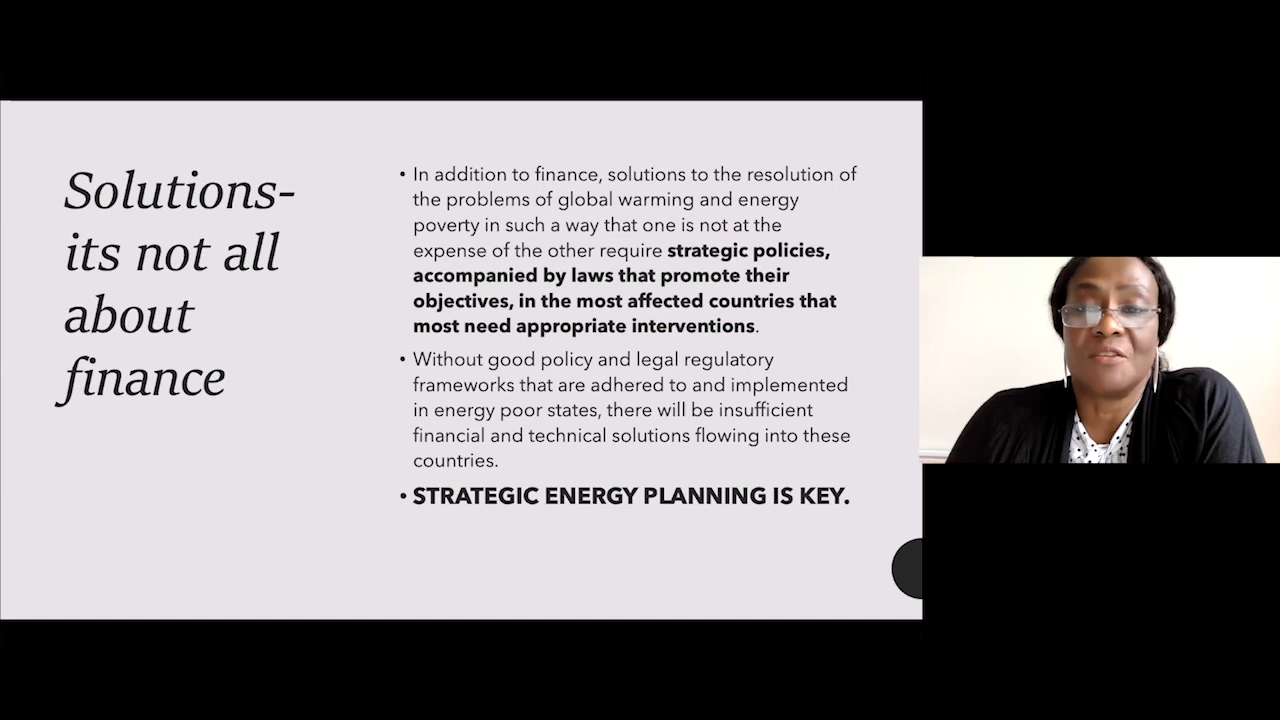 Solutions-
its not all
about
finance
• In addition to finance, solutions to the resolution of
the problems of global warming and energy
poverty in such a way that one is not at the
expense of the other require strategic policies,
accompanied by laws that promote their
objectives, in the most affected countries that
most need appropriate interventions.
• Without good policy and legal regulatory
frameworks that are adhered to and implemented
in energy poor states, there will be insufficient
financial and technical solutions flowing into these
countries.
• STRATEGIC ENERGY PLANNING IS KEY.